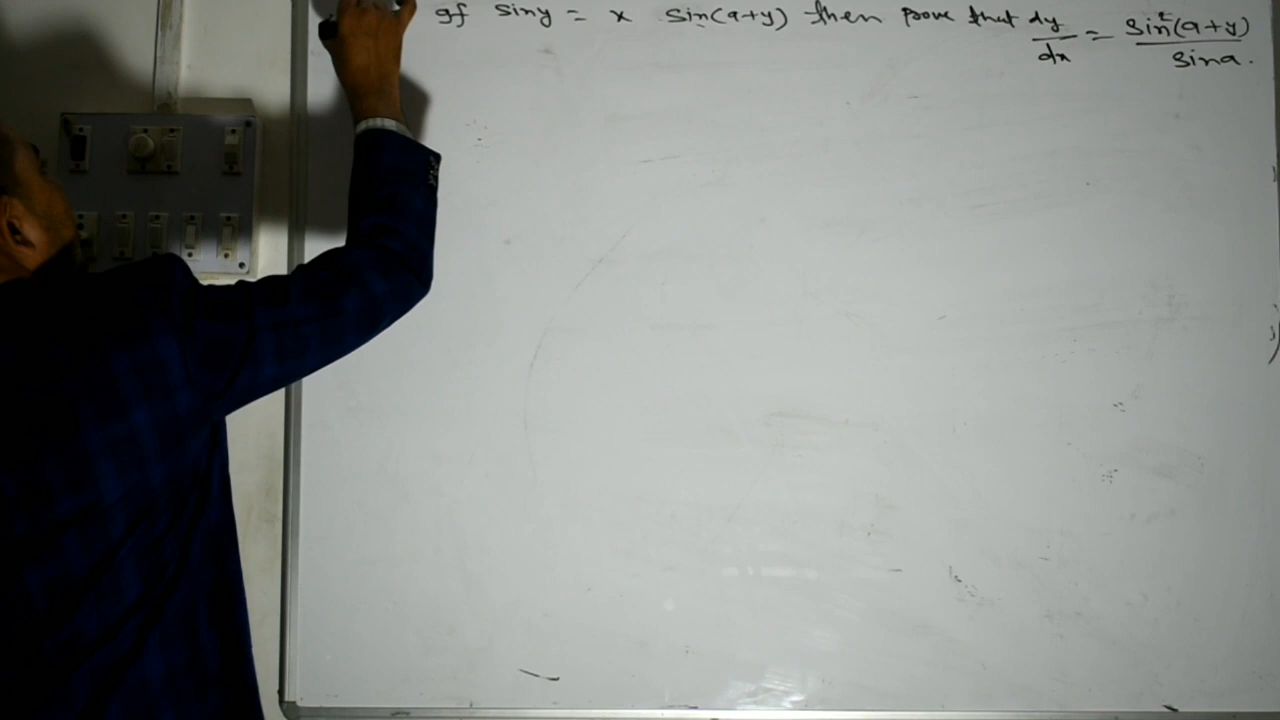 If siny = x sin(a+y) then prove that dy/dx = sin²(a+y)/sina.